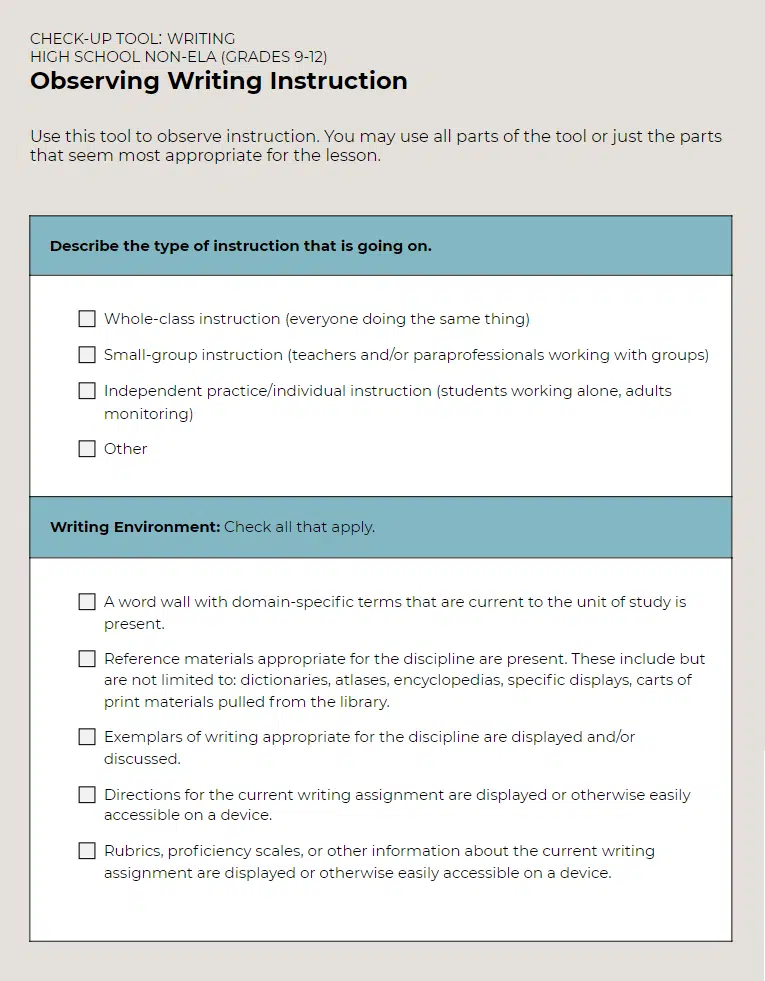 CHECK-UP TOOL: WRITING
HIGH SCHOOL NON-ELA (GRADES 9-12)
Observing Writing Instruction
Use this tool to observe instruction. You may use all parts of the tool or just the parts
that seem most appropriate for the lesson.
Describe the type of instruction that is going on.
Whole-class instruction (everyone doing the same thing)
Small-group instruction (teachers and/or paraprofessionals working with groups)
Independent practice/individual instruction (students working alone, adults
monitoring)
Other
Writing Environment: Check all that apply.
A word wall with domain-specific terms that are current to the unit of study is
present.
Reference materials appropriate for the discipline are present. These include but
are not limited to: dictionaries, atlases, encyclopedias, specific displays, carts of
print materials pulled from the library.
Exemplars of writing appropriate for the discipline are displayed and/or
discussed.
Directions for the current writing assignment are displayed or otherwise easily
accessible on a device.
Rubrics, proficiency scales, or other information about the current writing
assignment are displayed or otherwise easily accessible on a device.